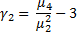 γ₂ = μ₄/μ₂² − 3